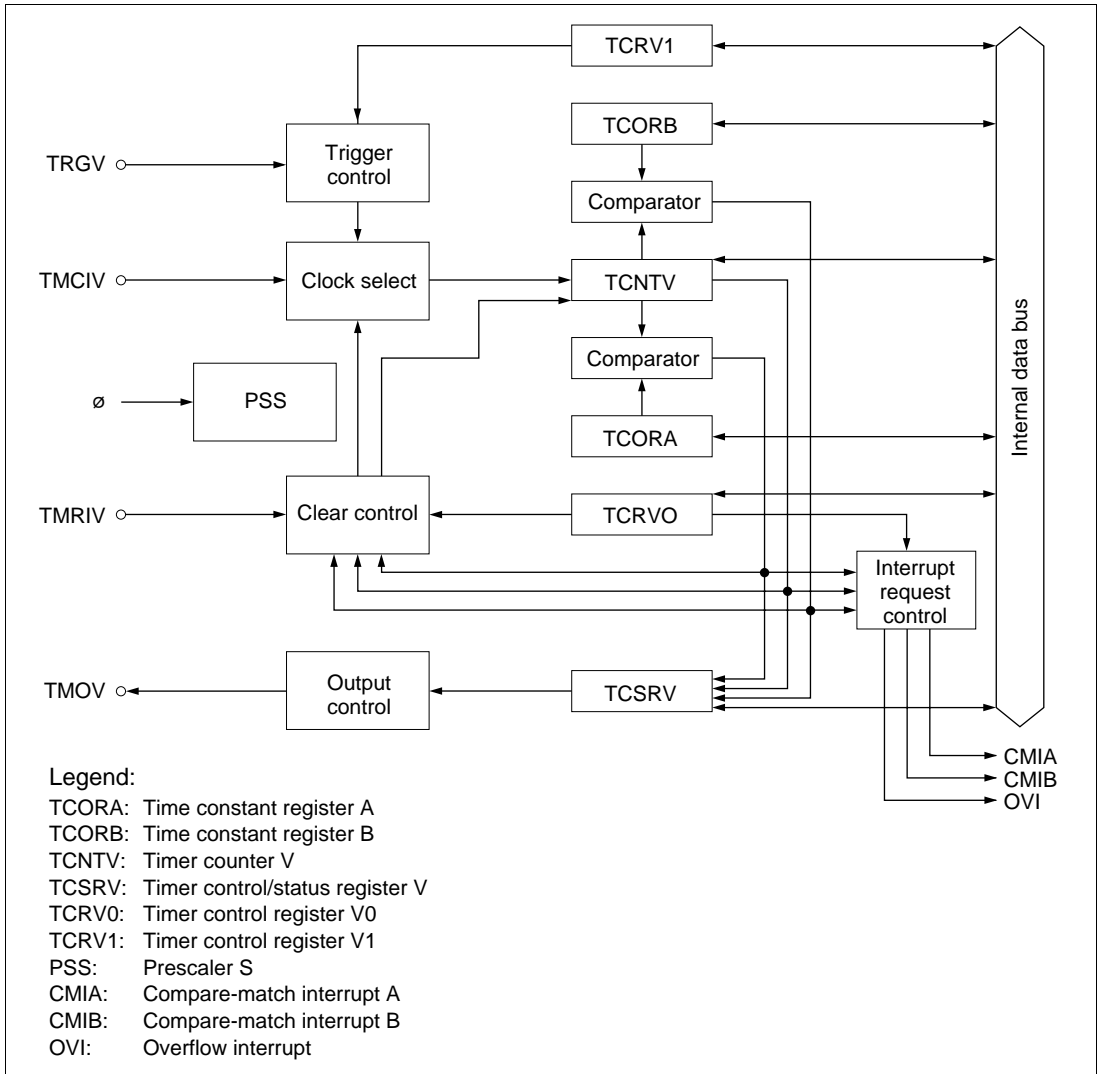 TCRV1
TCORB
TRGV
Trigger
control
Comparator
TMCIV
Clock select
TCNTV
Comparator
ø
PSS
TCORA
Internal data bus
TMRIV
Clear control
TCRVO
Interrupt
request
control
TMOV
Output
control
TCSRV
CMIA
CMIB
OVI
Legend:
TCORA: Time constant register A
TCORB: Time constant register B
TCNTV: Timer counter V
TCSRV: Timer control/status register V
TCRV0: Timer control register V0
TCRV1: Timer control register V1
PSS: Prescaler S
CMIA: Compare-match interrupt A
CMIB: Compare-match interrupt B
OVI: Overflow interrupt